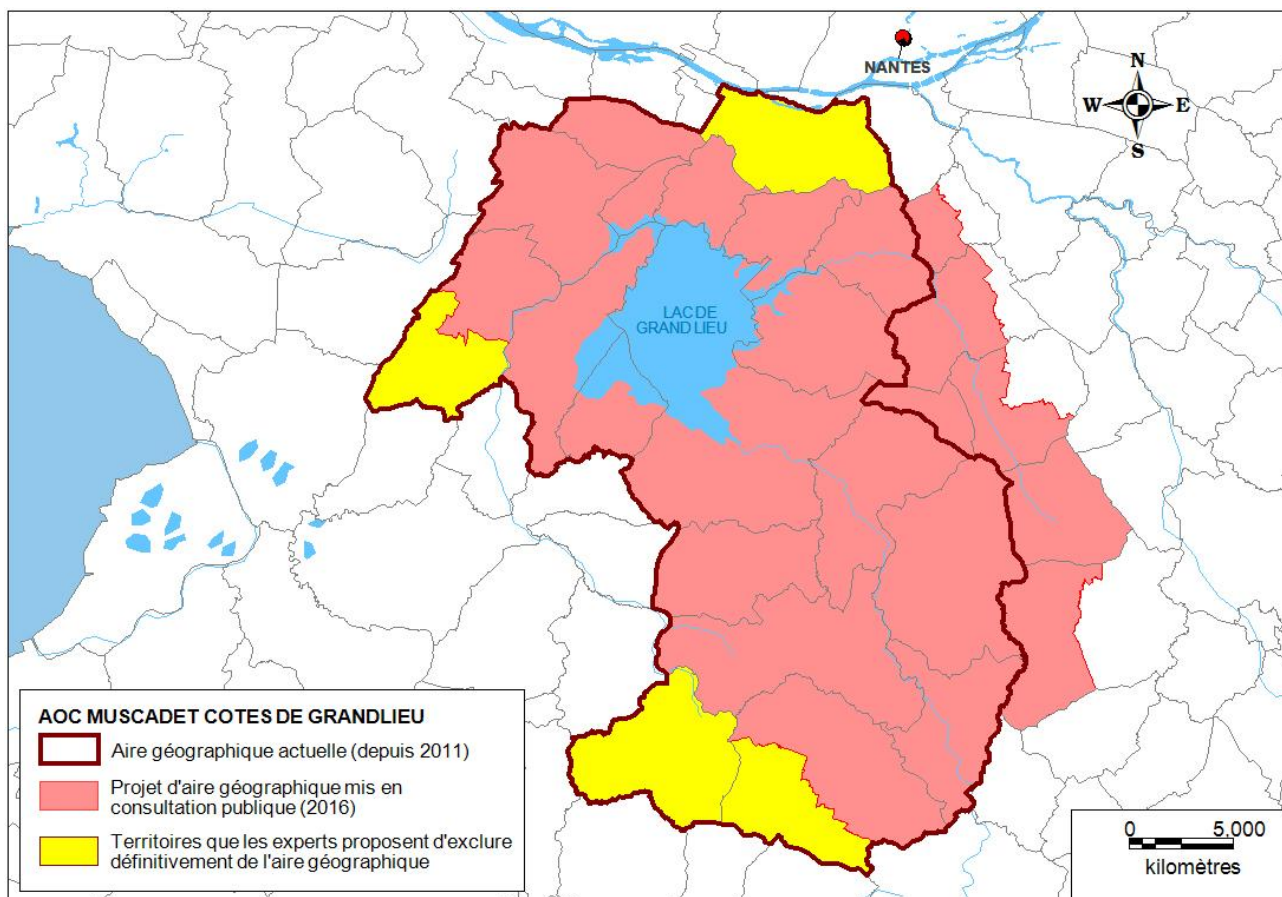 NANTES
N
W E
S
LAC DE
GRAND LIEU
AOC MUSCADET COTES DE GRANDLIEU
Aire géographique actuelle (depuis 2011)
Projet d'aire géographique mis en
consultation publique (2016)
Territoires que les experts proposent d'exclure
définitivement de l'aire géographique
0 5,000
kilomètres